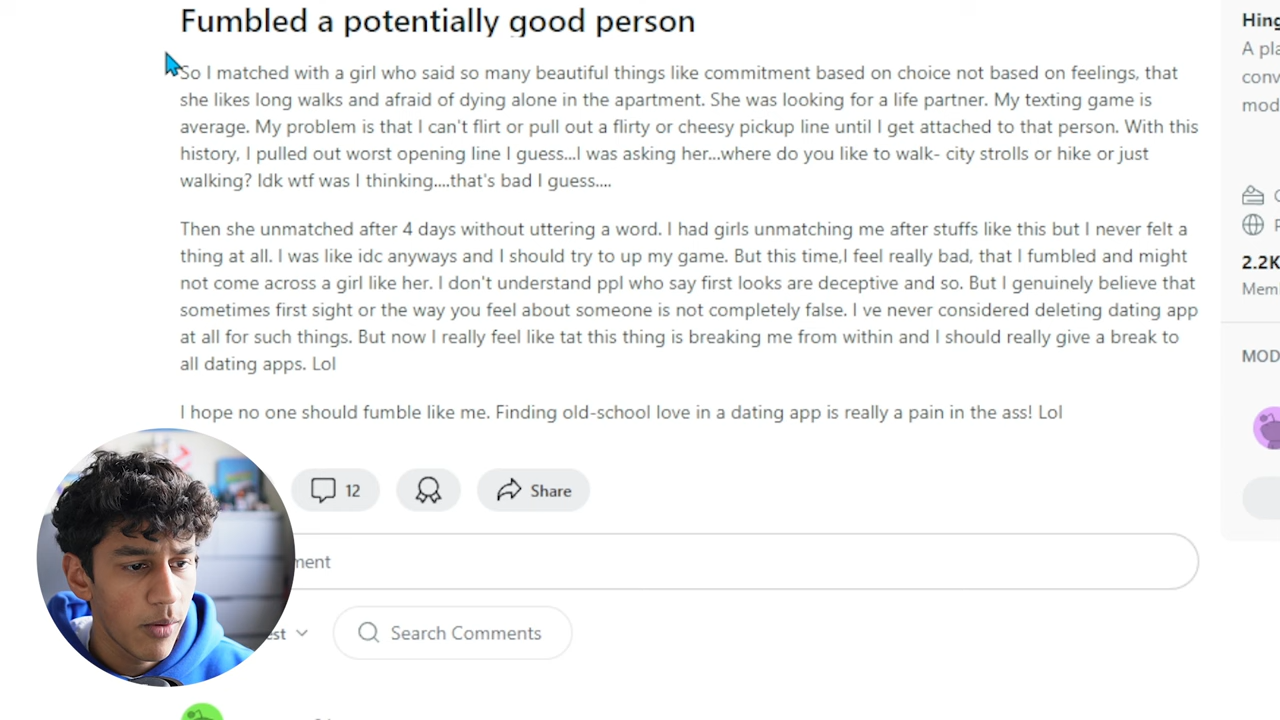 Fumbled a potentially good person
So I matched with a girl who said so many beautiful things like commitment based on choice not based on feelings, that
she likes long walks and afraid of dying alone in the apartment. She was looking for a life partner. My texting game is
average. My problem is that I can't flirt or pull out a flirty or cheesy pickup line until I get attached to that person. With this
history, I pulled out worst opening line I guess...I was asking her...where do you like to walk- city strolls or hike or just
walking? Idk wtf was I thinking....that's bad I guess....
Then she unmatched after 4 days without uttering a word. I had girls unmatching me after stuffs like this but I never felt a
thing at all. I was like idc anyways and I should try to up my game. But this time,I feel really bad, that I fumbled and might
not come across a girl like her. I don't understand ppl who say first looks are deceptive and so. But I genuinely believe that
sometimes first sight or the way you feel about someone is not completely false. I ve never considered deleting dating app
at all for such things. But now I really feel like tat this thing is breaking me from within and I should really give a break to
all dating apps. Lol
I hope no one should fumble like me. Finding old-school love in a dating app is really a pain in the ass! Lol
12
Share
Search Comments
Hing
A pla
conv
mod
2.2K
Mem
MOD